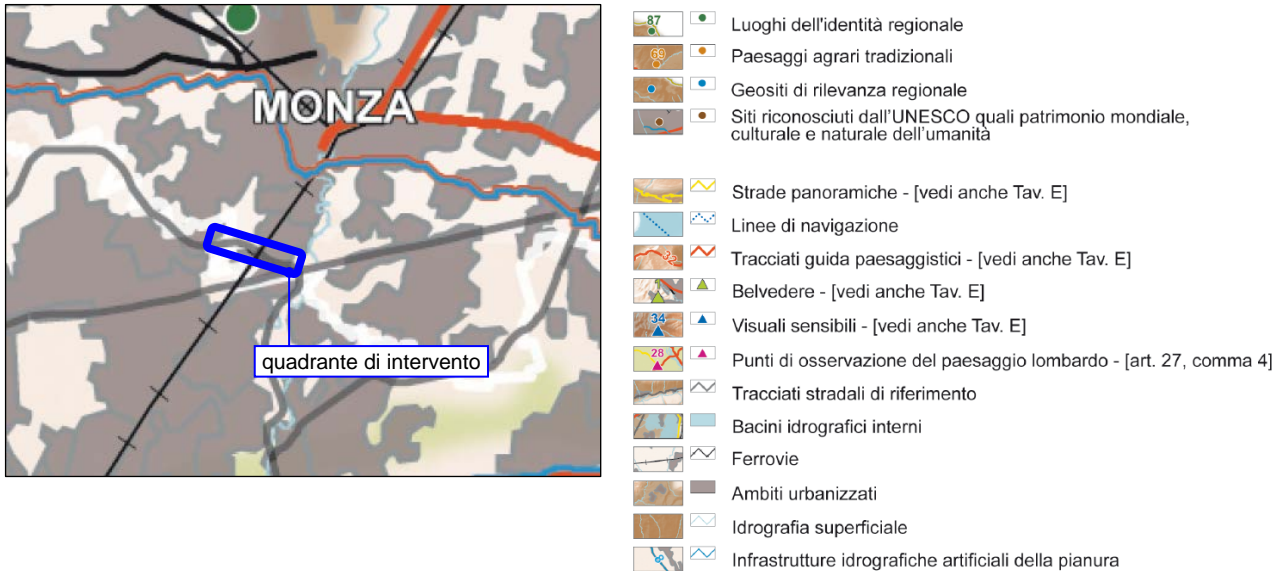 MONZA
quadrante di intervento
87
Luoghi dell'identità regionale
69
Paesaggi agrari tradizionali
Geositi di rilevanza regionale
Siti riconosciuti dall'UNESCO quali patrimonio mondiale,
culturale e naturale dell'umanità
Strade panoramiche - [vedi anche Tav. E]
Linee di navigazione
32
Tracciati guida paesaggistici - [vedi anche Tav. E]
Belvedere - [vedi anche Tav. E]
34
Visuali sensibili - [vedi anche Tav. E]
28
Punti di osservazione del paesaggio lombardo - [art. 27, comma 4]
Tracciati stradali di riferimento
Bacini idrografici interni
Ferrovie
Ambiti urbanizzati
Idrografia superficiale
Infrastrutture idrografiche artificiali della pianura